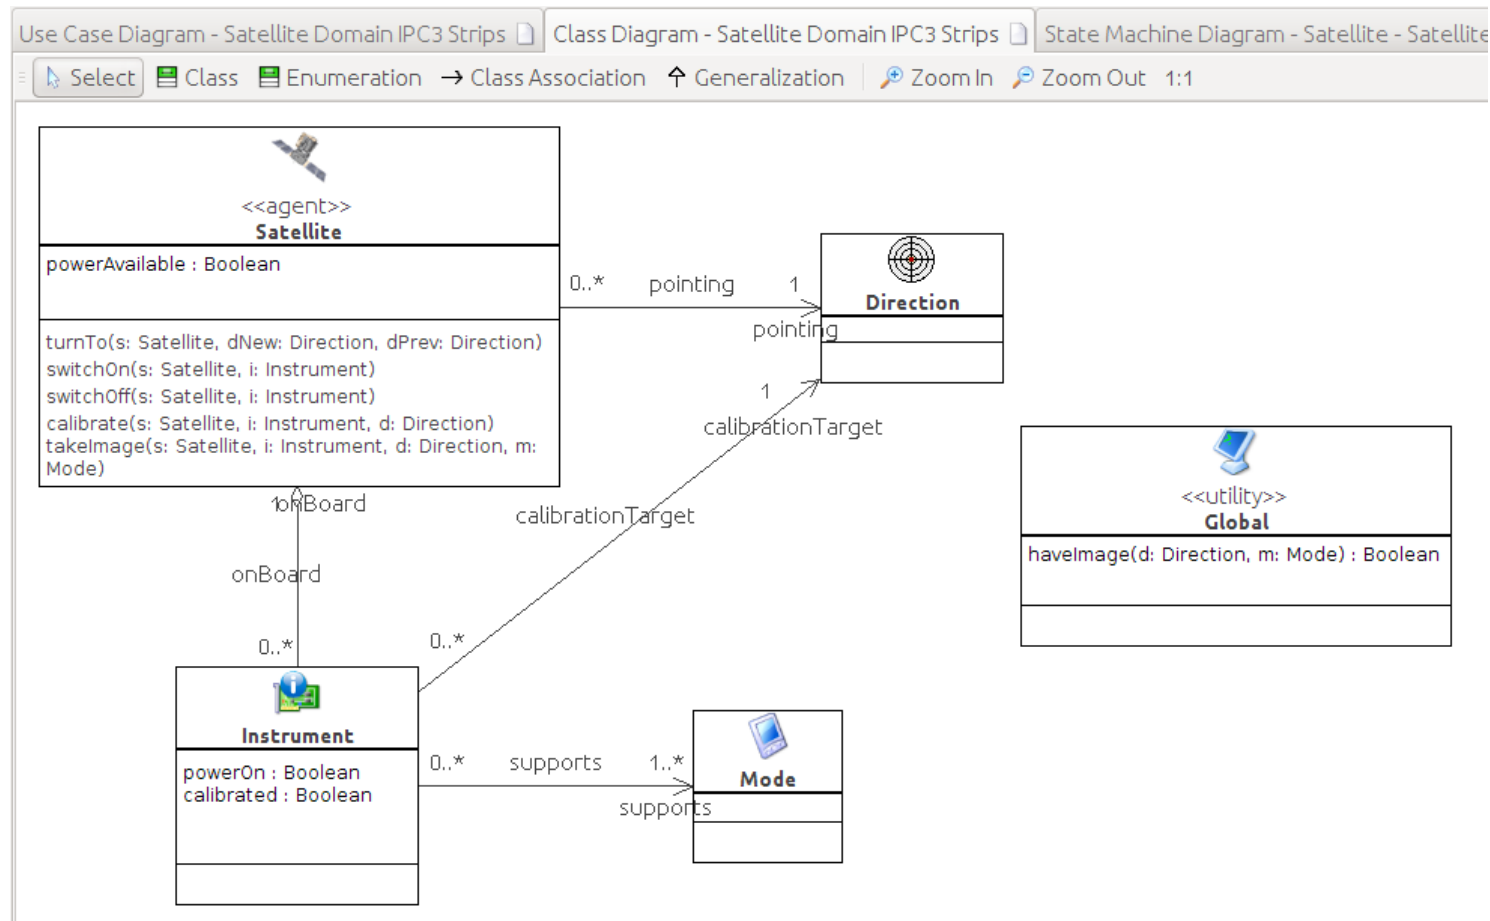 Use Case Diagram - Satellite Domain IPC3 Strips
Class Diagram - Satellite Domain IPC3 Strips
State Machine Diagram - Satellite - Satellite
Select
Class
Enumeration
Class Association
Generalization
Zoom In
Zoom Out
1:1
<<agent>>
Satellite
powerAvailable : Boolean
turnTo(s: Satellite, dNew: Direction, dPrev: Direction)
switchOn(s: Satellite, i: Instrument)
switchOff(s: Satellite, i: Instrument)
calibrate(s: Satellite, i: Instrument, d: Direction)
takeImage(s: Satellite, i: Instrument, d: Direction, m:
Mode)
0..*
pointing
1
pointing
Direction
1
calibrationTarget
calibrationTarget
0..*
<<utility>>
Global
haveImage(d: Direction, m: Mode) : Boolean
1
onBoard
onBoard
0..*
Instrument
powerOn : Boolean
calibrated : Boolean
0..*
supports
1..*
supports
Mode